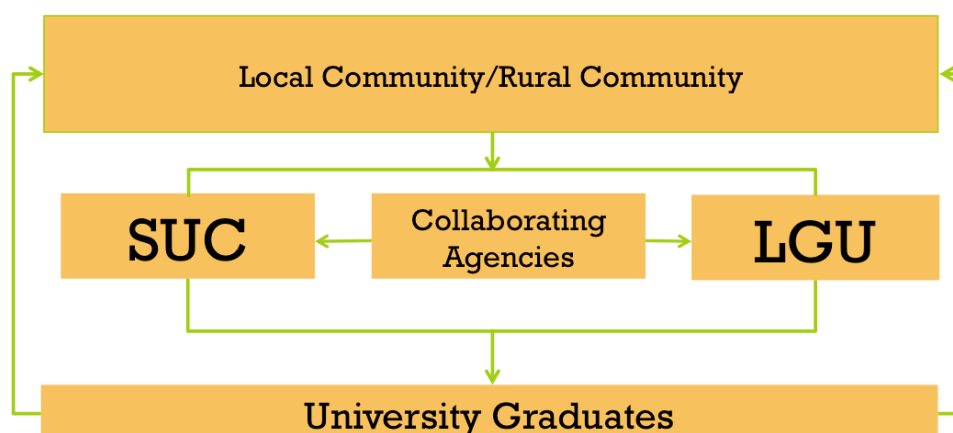 Local Community/Rural Community
SUC
Collaborating
Agencies
LGU
University Graduates